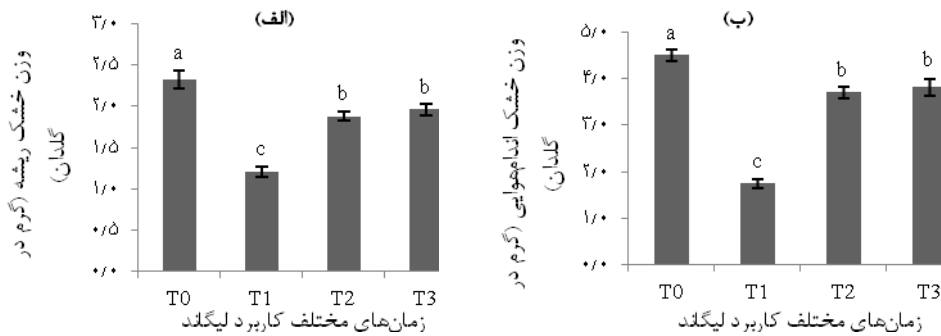 (الف)
وزن خشک ریشه (گرم در
گلدان)
۳/۰
۲/۵
۲/۰
۱/۵
۱/۰
۰/۵
۰/۰
a
c
b
b
T0 T1 T2 T3
زمان‌های مختلف کاربرد لیگاند
(ب)
وزن خشک اندام‌هوایی (گرم در
گلدان)
۵/۰
۴/۰
۳/۰
۲/۰
۱/۰
۰/۰
a
c
b
b
T0 T1 T2 T3
زمان‌های مختلف کاربرد لیگاند